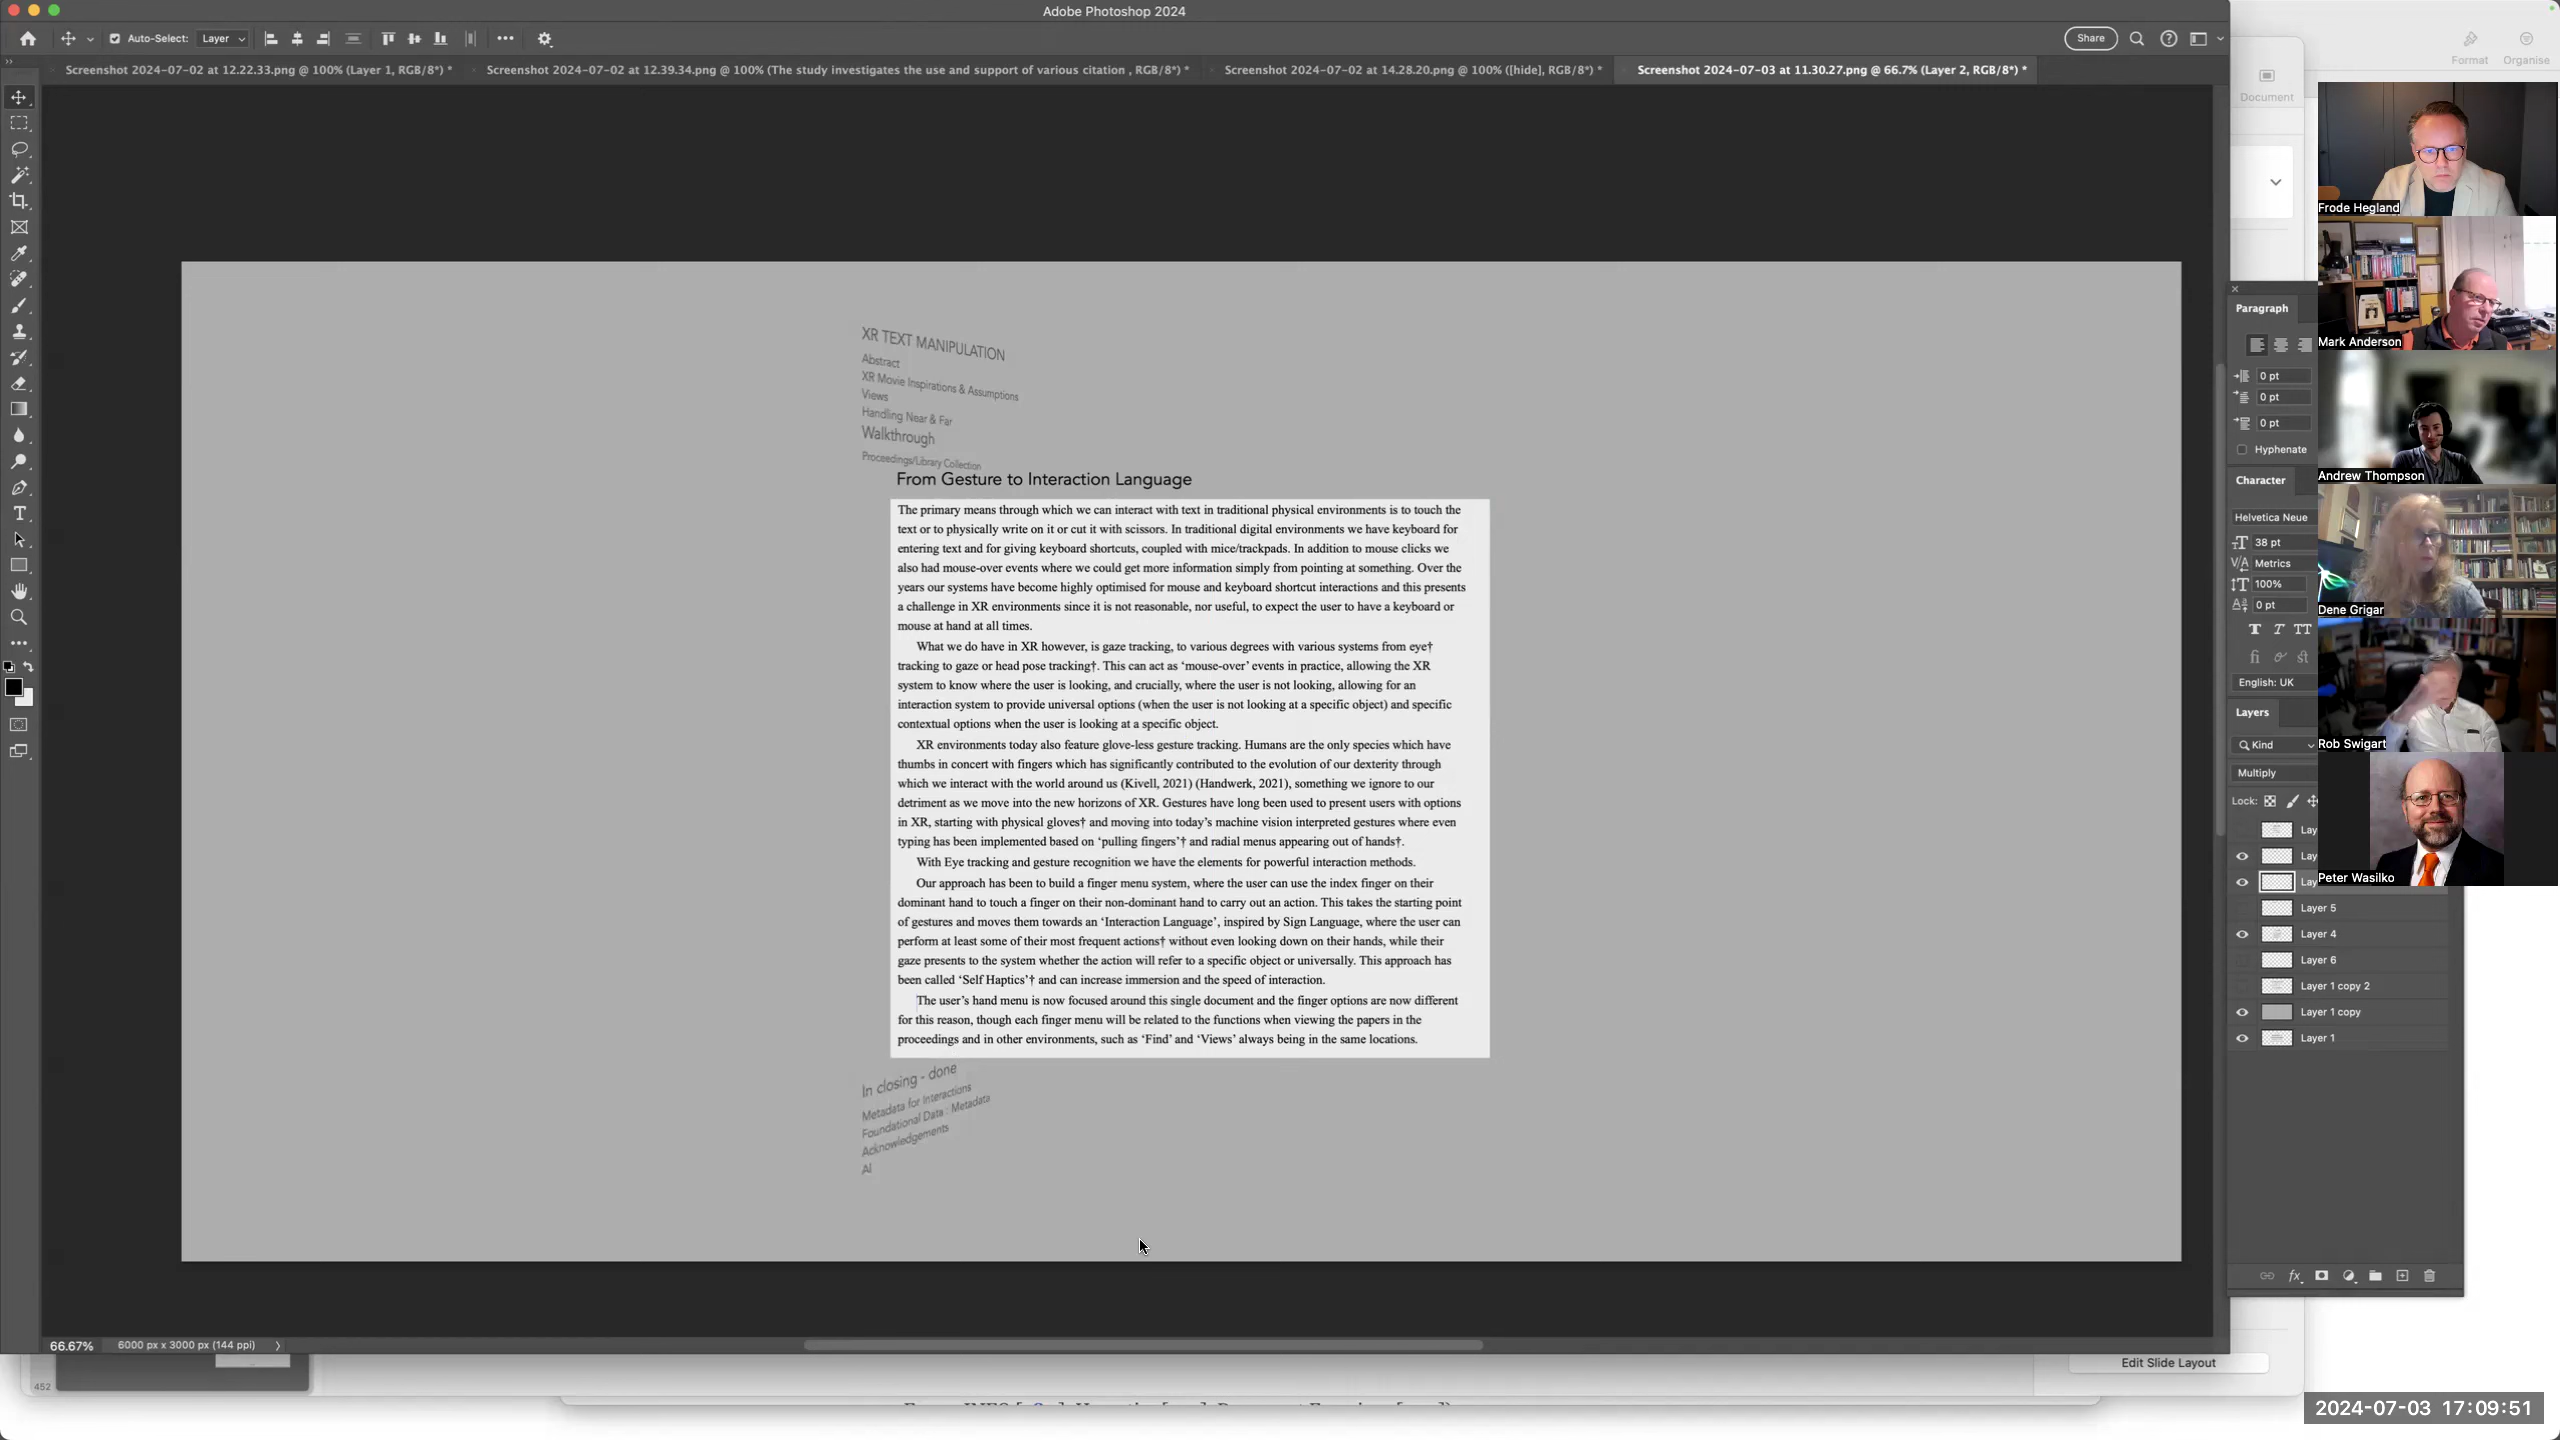 Adobe Photoshop 2024
Auto-Select: Layer
Share
Format Organise
Screenshot 2024-07-02 at 12.22.33.png @ 100% (Layer 1, RGB/8*) *
Screenshot 2024-07-02 at 12.39.34.png @ 100% (The study investigates the use and support of various citation , RGB/8*) *
Screenshot 2024-07-02 at 14.28.20.png @ 100% ([hide], RGB/8*) *
Screenshot 2024-07-03 at 11.30.27.png @ 66.7% (Layer 2, RGB/8*) *
Document
XR TEXT MANIPULATION
Abstract
XR Movie Inspirations & Assumptions
Views
Handling Near & Far
Walkthrough
Proceedings/Library Collection
From Gesture to Interaction Language
The primary means through which we can interact with text in traditional physical environments is to touch the
text or to physically write on it or cut it with scissors. In traditional digital environments we have keyboard for
entering text and for giving keyboard shortcuts, coupled with mice/trackpads. In addition to mouse clicks we
also had mouse-over events where we could get more information simply from pointing at something. Over the
years our systems have become highly optimised for mouse and keyboard shortcut interactions and this presents
a challenge in XR environments since it is not reasonable, nor useful, to expect the user to have a keyboard or
mouse at hand at all times.
What we do have in XR however, is gaze tracking, to various degrees with various systems from eye†
tracking to gaze or head pose tracking†. This can act as ‘mouse-over’ events in practice, allowing the XR
system to know where the user is looking, and crucially, where the user is not looking, allowing for an
interaction system to provide universal options (when the user is not looking at a specific object) and specific
contextual options when the user is looking at a specific object.
XR environments today also feature glove-less gesture tracking. Humans are the only species which have
thumbs in concert with fingers which has significantly contributed to the evolution of our dexterity through
which we interact with the world around us (Kivell, 2021) (Handwerk, 2021), something we ignore to our
detriment as we move into the new horizons of XR. Gestures have long been used to present users with options
in XR, starting with physical gloves† and moving into today’s machine vision interpreted gestures where even
typing has been implemented based on ‘pulling fingers’† and radial menus appearing out of hands†.
With Eye tracking and gesture recognition we have the elements for powerful interaction methods.
Our approach has been to build a finger menu system, where the user can use the index finger on their
dominant hand to touch a finger on their non-dominant hand to carry out an action. This takes the starting point
of gestures and moves them towards an ‘Interaction Language’, inspired by Sign Language, where the user can
perform at least some of their most frequent actions† without even looking down on their hands, while their
gaze presents to the system whether the action will refer to a specific object or universally. This approach has
been called ‘Self Haptics’† and can increase immersion and the speed of interaction.
The user’s hand menu is now focused around this single document and the finger options are now different
for this reason, though each finger menu will be related to the functions when viewing the papers in the
proceedings and in other environments, such as ‘Find’ and ‘Views’ always being in the same locations.
In closing - done
Metadata for Interactions
Foundational Data : Metadata
Acknowledgements
AI
Paragraph
0 pt
0 pt
0 pt
Hyphenate
Character
Helvetica Neue
38 pt
Metrics
100%
0 pt
English: UK
Layers
Kind
Multiply
Lock:
Lay
Lay
Lay
Layer 5
Layer 4
Layer 6
Layer 1 copy 2
Layer 1 copy
Layer 1
Frode Hegland
Mark Anderson
Andrew Thompson
Dene Grigar
Rob Swigart
Peter Wasilko
66.67% 6000 px x 3000 px (144 ppi)
452
Edit Slide Layout
2024-07-03 17:09:51